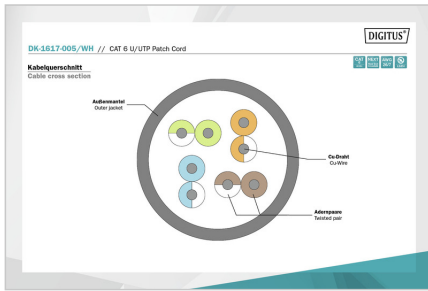 DIGITUS®
DK-1617-005/WH // CAT 6 U/UTP Patch Cord
Kabelquerschnitt
Cable cross section
Außenmantel
Outer jacket
Cu-Draht
Cu-Wire
Adernpaare
Twisted pair